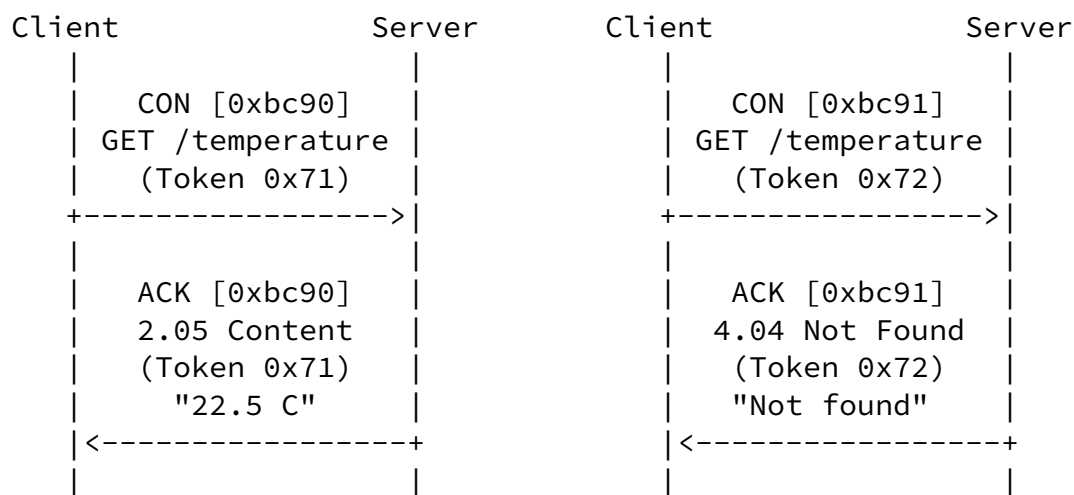 Client Server Client Server
CON [0xbc90] CON [0xbc91]
GET /temperature GET /temperature
(Token 0x71) (Token 0x72)
ACK [0xbc90] ACK [0xbc91]
2.05 Content 4.04 Not Found
(Token 0x71) (Token 0x72)
"22.5 C" "Not found"